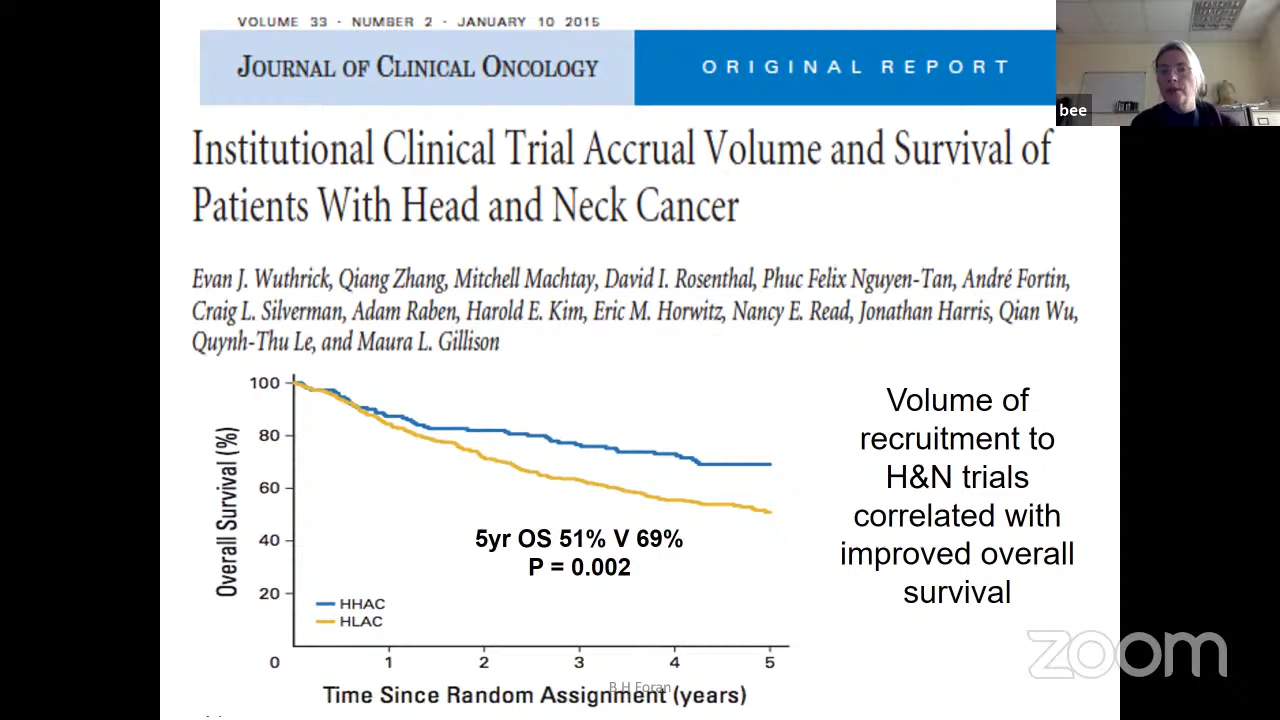 VOLUME 33 · NUMBER 2 · JANUARY 10 2015
JOURNAL OF CLINICAL ONCOLOGY
ORIGINAL REPORT
bee
Institutional Clinical Trial Accrual Volume and Survival of
Patients With Head and Neck Cancer
Evan J. Wuthrick, Qiang Zhang, Mitchell Machtay, David I. Rosenthal, Phuc Felix Nguyen-Tan, André Fortin,
Craig L. Silverman, Adam Raben, Harold E. Kim, Eric M. Horwitz, Nancy E. Read, Jonathan Harris, Qian Wu,
Quynh-Thu Le, and Maura L. Gillison
Overall Survival (%)
100
80
60
40
20
0
5yr OS 51% V 69%
P = 0.002
HHAC
HLAC
1 2 3 4 5
Time Since Random Assignment (years)
B H Foran
Volume of
recruitment to
H&N trials
correlated with
improved overall
survival
zoom